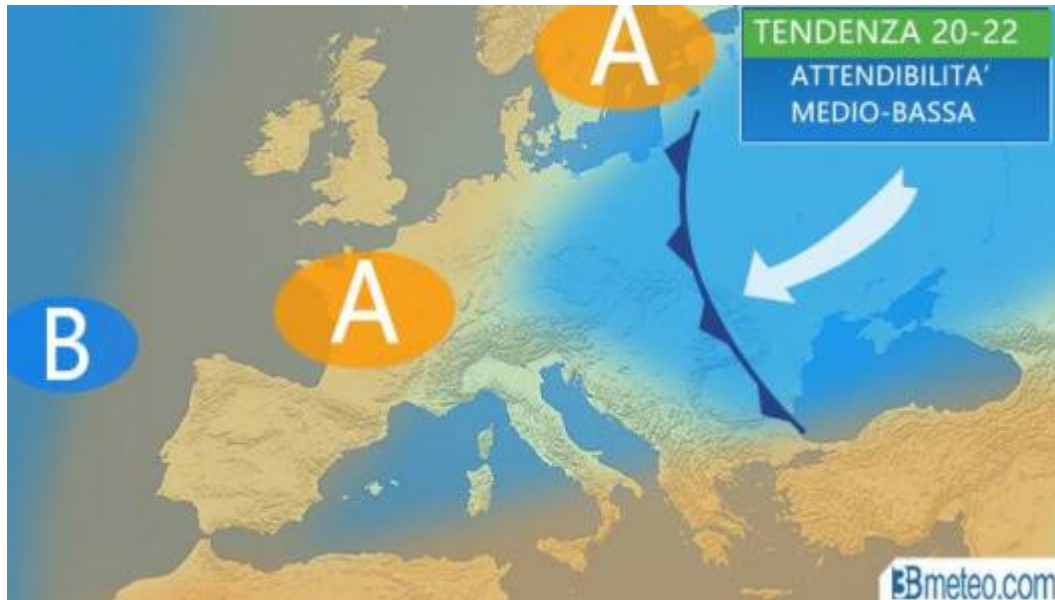 A
TENDENZA 20-22
ATTENDIBILITA'
MEDIO-BASSA
A
B
3Bmeteo.com